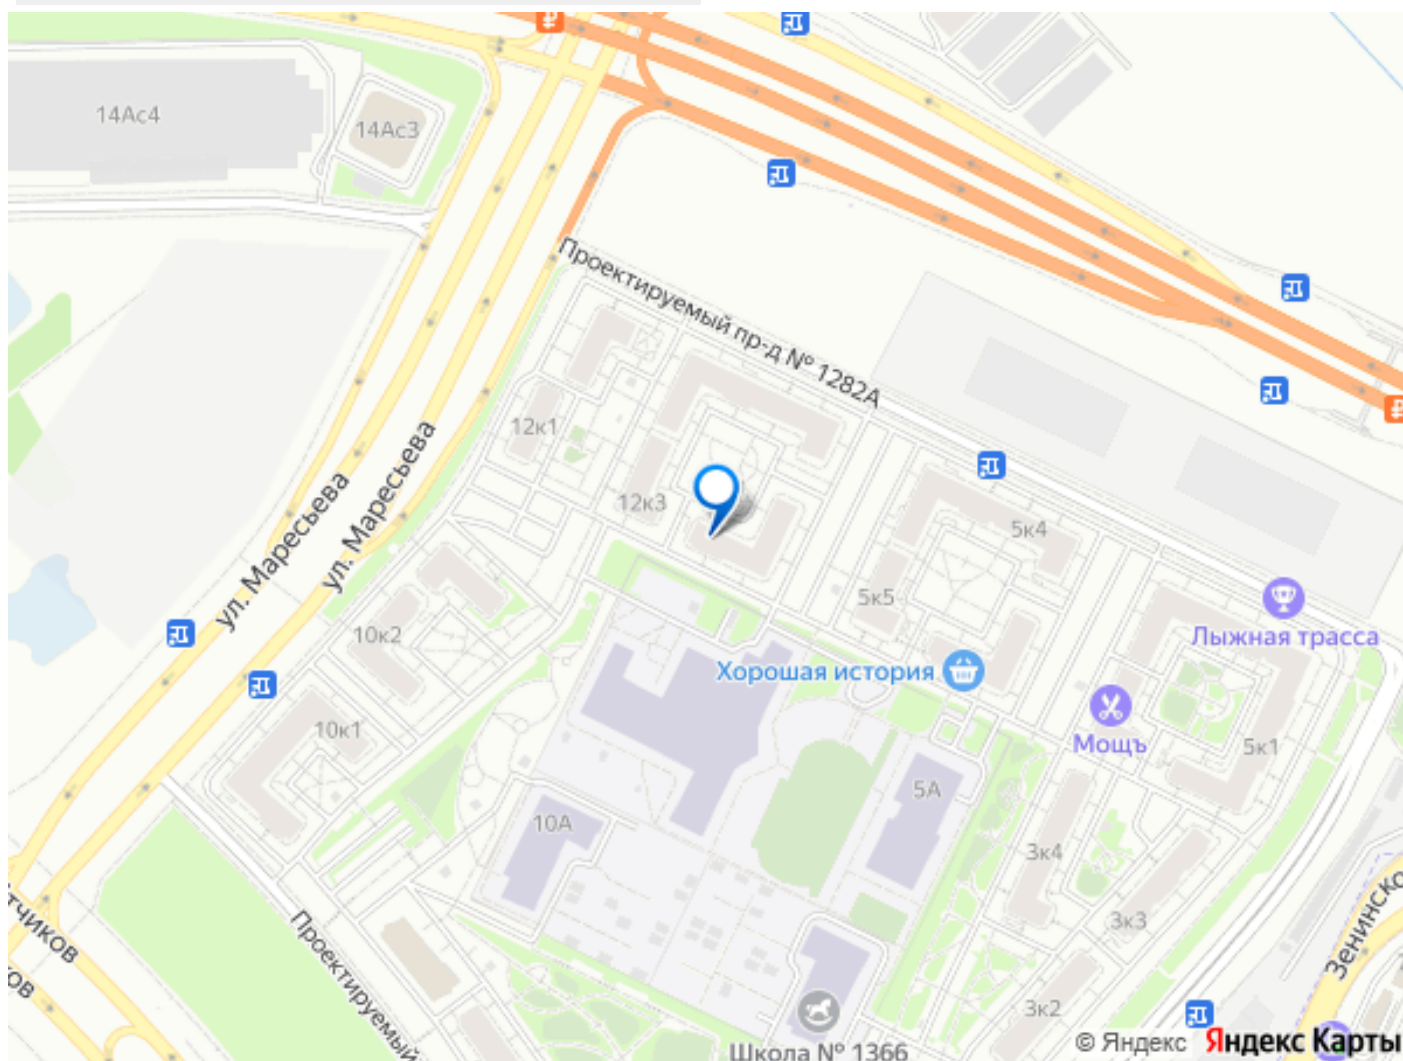 14Ас4
14Ас3
Проектируемый пр-д № 1282А
12к1
ул. Маресьева
ул. Маресьева
12к3
5к4
5к5
Лыжная трасса
10к2
Хорошая история
10к1
Мощъ
5к1
5А
10А
3к4
3к3
Проектируемый
3к2
Школа № 1366
© Яндекс Яндекс Карты